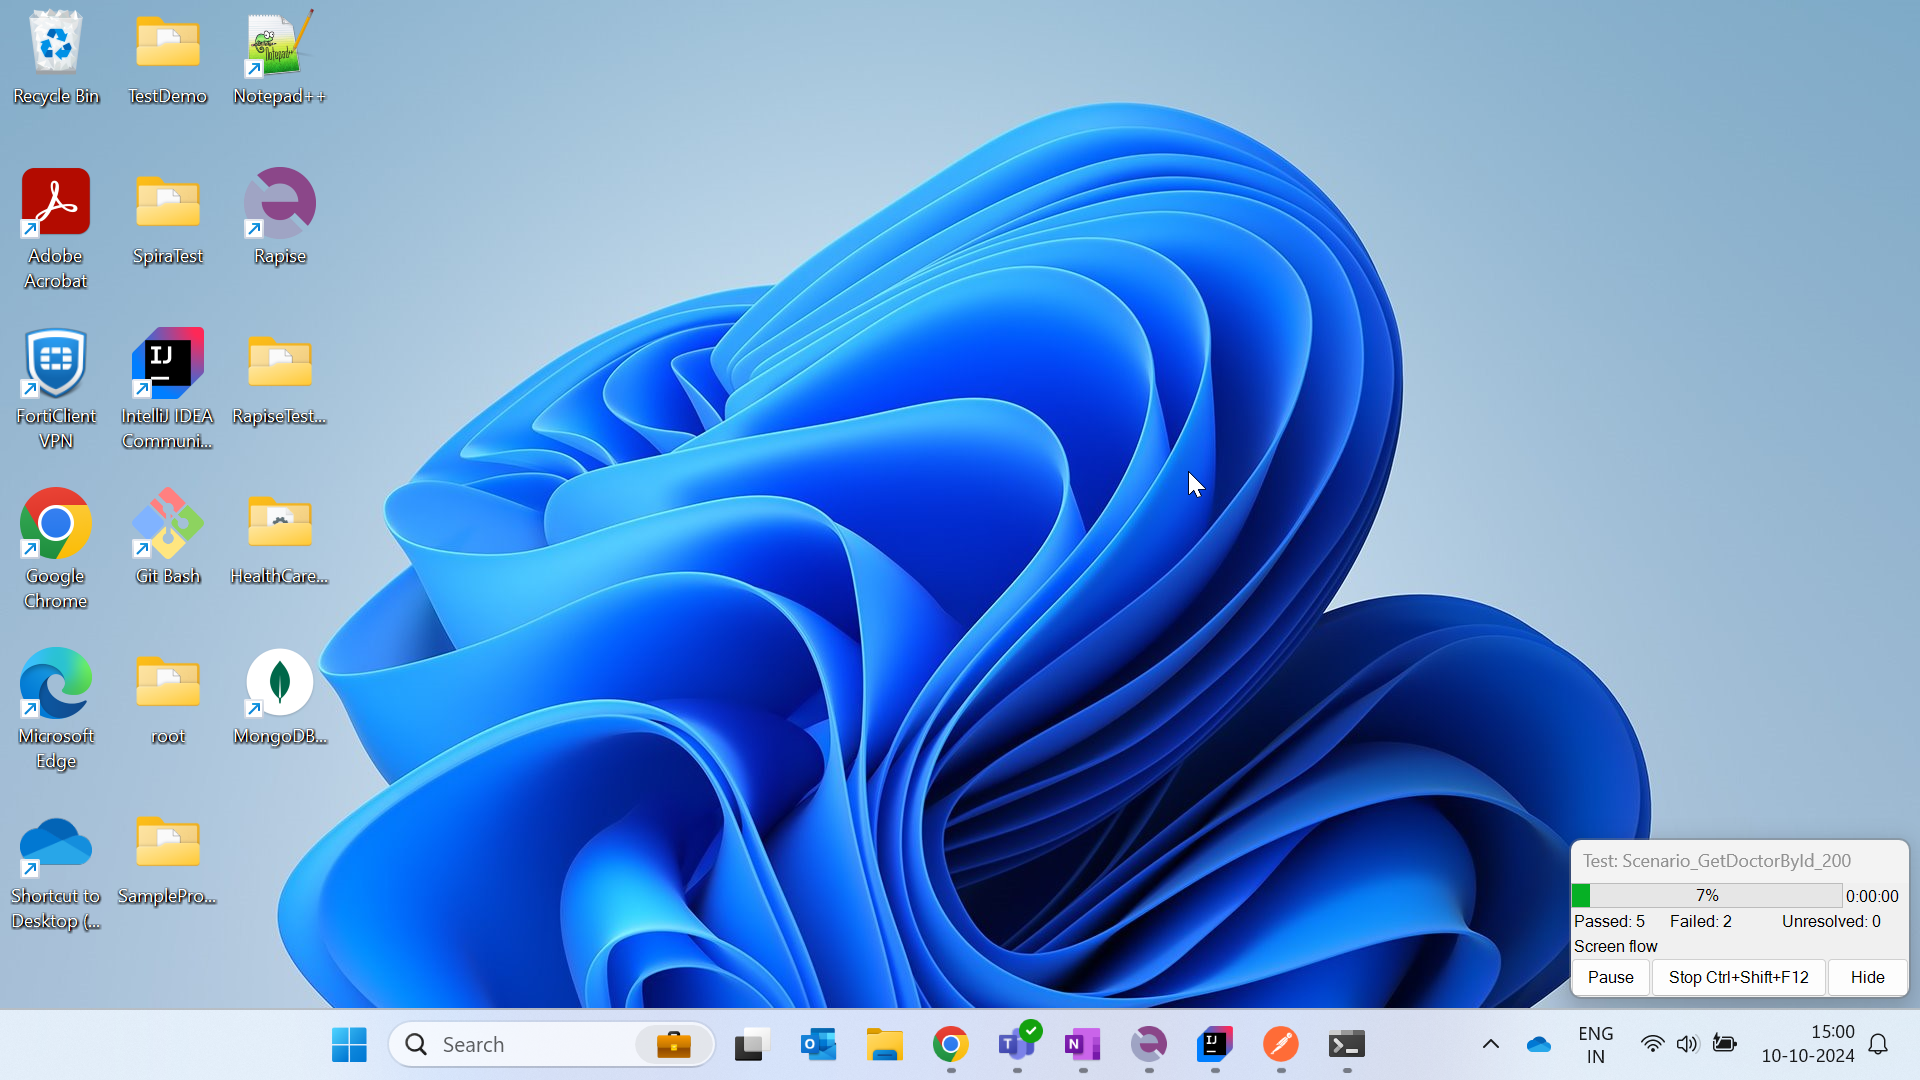 Recycle Bin
TestDemo
Notepad++
Adobe
Acrobat
SpiraTest
Rapise
FortiClient
VPN
IntelliJ IDEA
Communi...
RapiseTest...
Google
Chrome
Git Bash
HealthCare...
Microsoft
Edge
root
MongoDB...
Shortcut to
Desktop (...
SamplePro...
Test: Scenario_GetDoctorById_200
7%
0:00:00
Passed: 5 Failed: 2 Unresolved: 0
Screen flow
Pause
Stop Ctrl+Shift+F12
Hide
Search
ENG
IN
15:00
10-10-2024